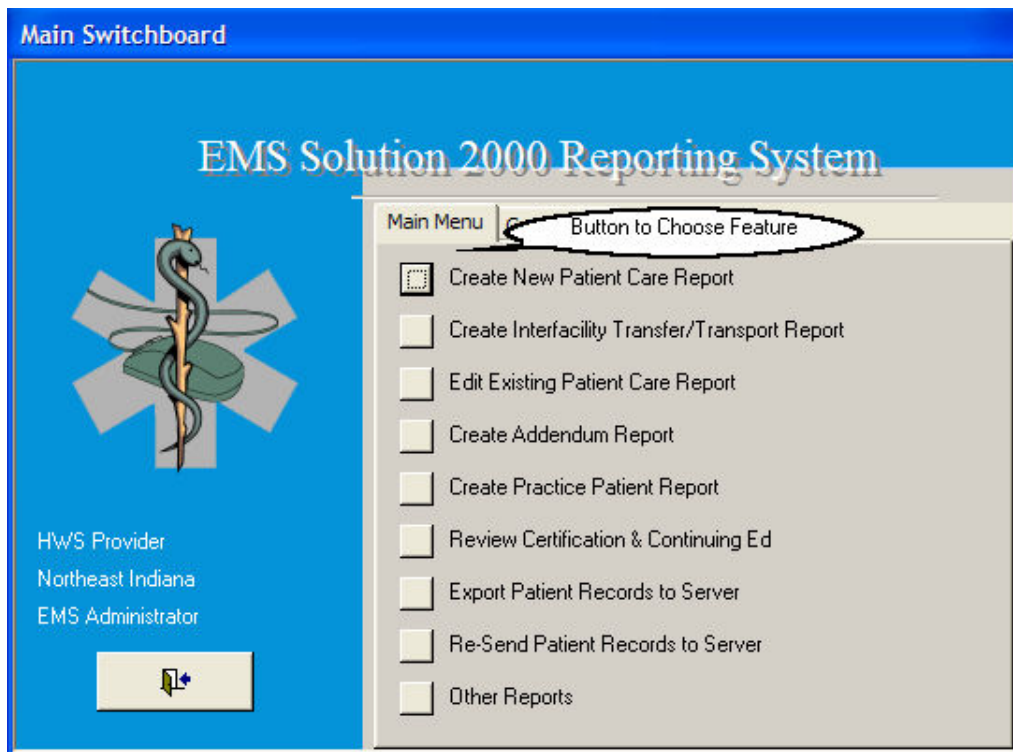 Main Switchboard
EMS Solution 2000 Reporting System
Main Menu
Button to Choose Feature
Create New Patient Care Report
Create Interfacility Transfer/Transport Report
Edit Existing Patient Care Report
Create Addendum Report
Create Practice Patient Report
Review Certification & Continuing Ed
Export Patient Records to Server
Re-Send Patient Records to Server
Other Reports
HWS Provider
Northeast Indiana
EMS Administrator